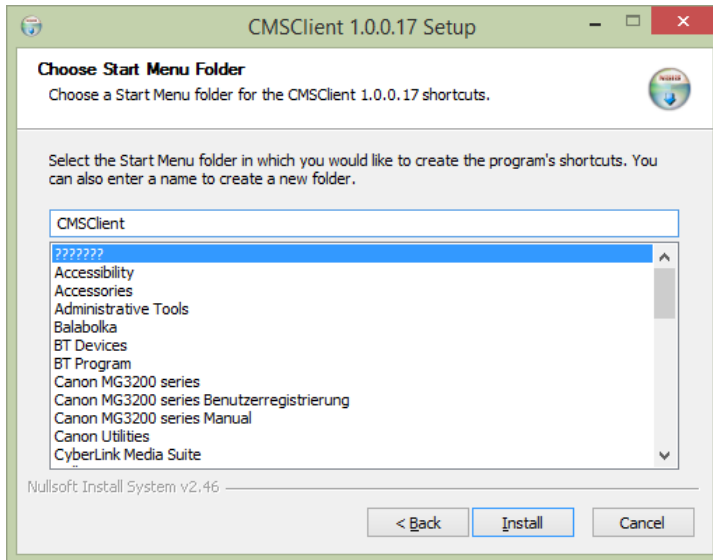 CMSClient 1.0.0.17 Setup
Choose Start Menu Folder
Choose a Start Menu folder for the CMSClient 1.0.0.17 shortcuts.
Select the Start Menu folder in which you would like to create the program's shortcuts. You
can also enter a name to create a new folder.
CMSClient
???????
Accessibility
Accessories
Administrative Tools
Balabolka
BT Devices
BT Program
Canon MG3200 series
Canon MG3200 series Benutzerregistrierung
Canon MG3200 series Manual
Canon Utilities
CyberLink Media Suite
Nullsoft Install System v2.46
< Back
Install
Cancel